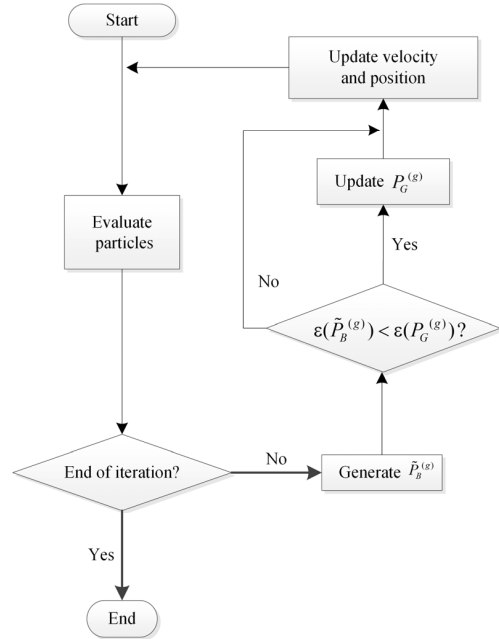 Start
Update velocity
and position
Update P_G^(g)
Evaluate
particles
Yes
No
ε(P̃_B^(g)) < ε(P_G^(g))?
End of iteration?
No
Generate P̃_B^(g)
Yes
End